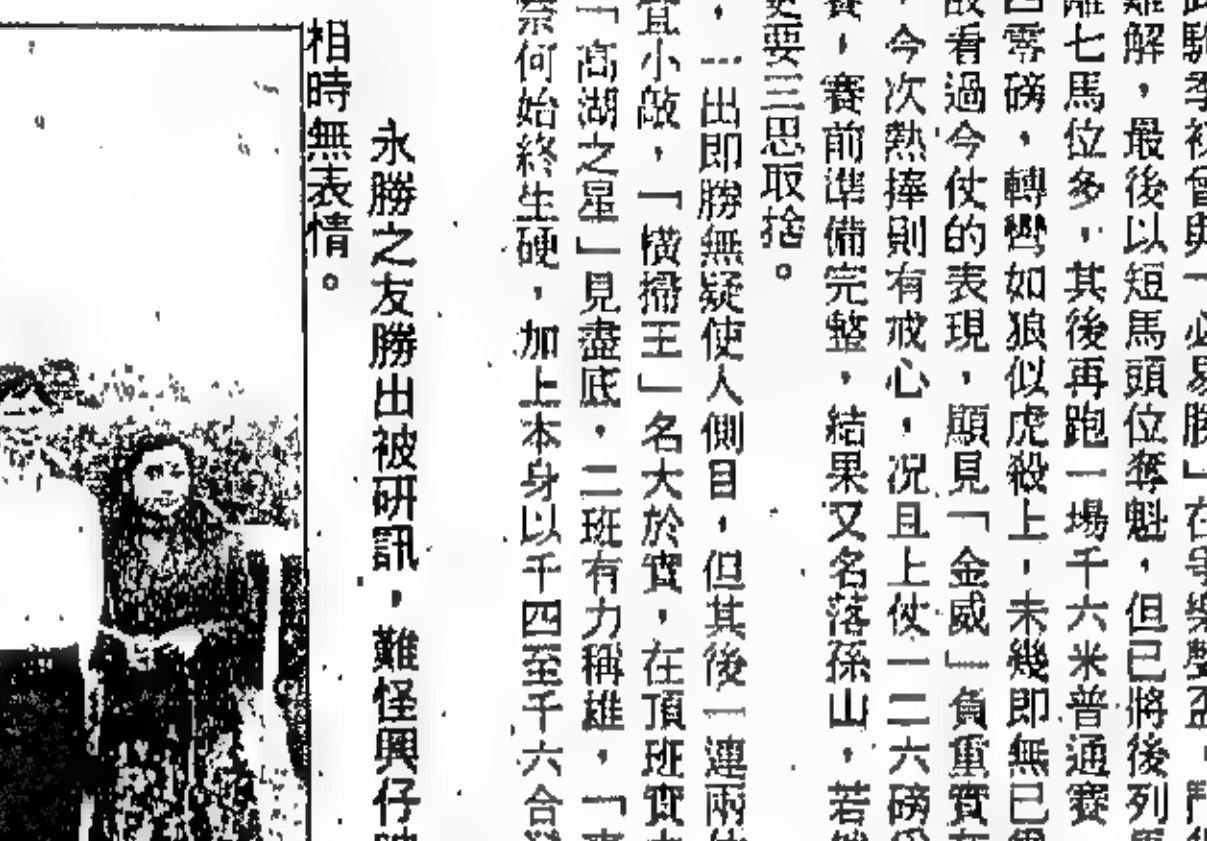 駒季初曾與「必易勝」在
難解，最後以短馬頭位奪魁，但已將後列
離七馬位多，其後再跑一場千六米普通賽
四零磅，轉彎如狼似虎殺上，未幾即無已
故看過今仗的表現，顯見「金威」負重實在
，今次熱捧則有戒心，況且上仗一二六磅
賽，賽前準備完整，結果又名落孫山，若
更要三思取捨。
，一出即勝無疑使人側目，但其後一連兩
宜小敲，「橫掃王」名大於實，在頂班實
「高湖之星」見盡底，二班有力稱雄，「
奈何始終生硬，加上本身以千四至千六合
永勝之友勝出被研訊，難怪興仔
相時無表情。